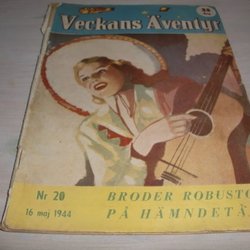 Veckans Äventyr
Nr 20
16 maj 1944
BRODER ROBUSTO
PÅ HÄMNDETÅ